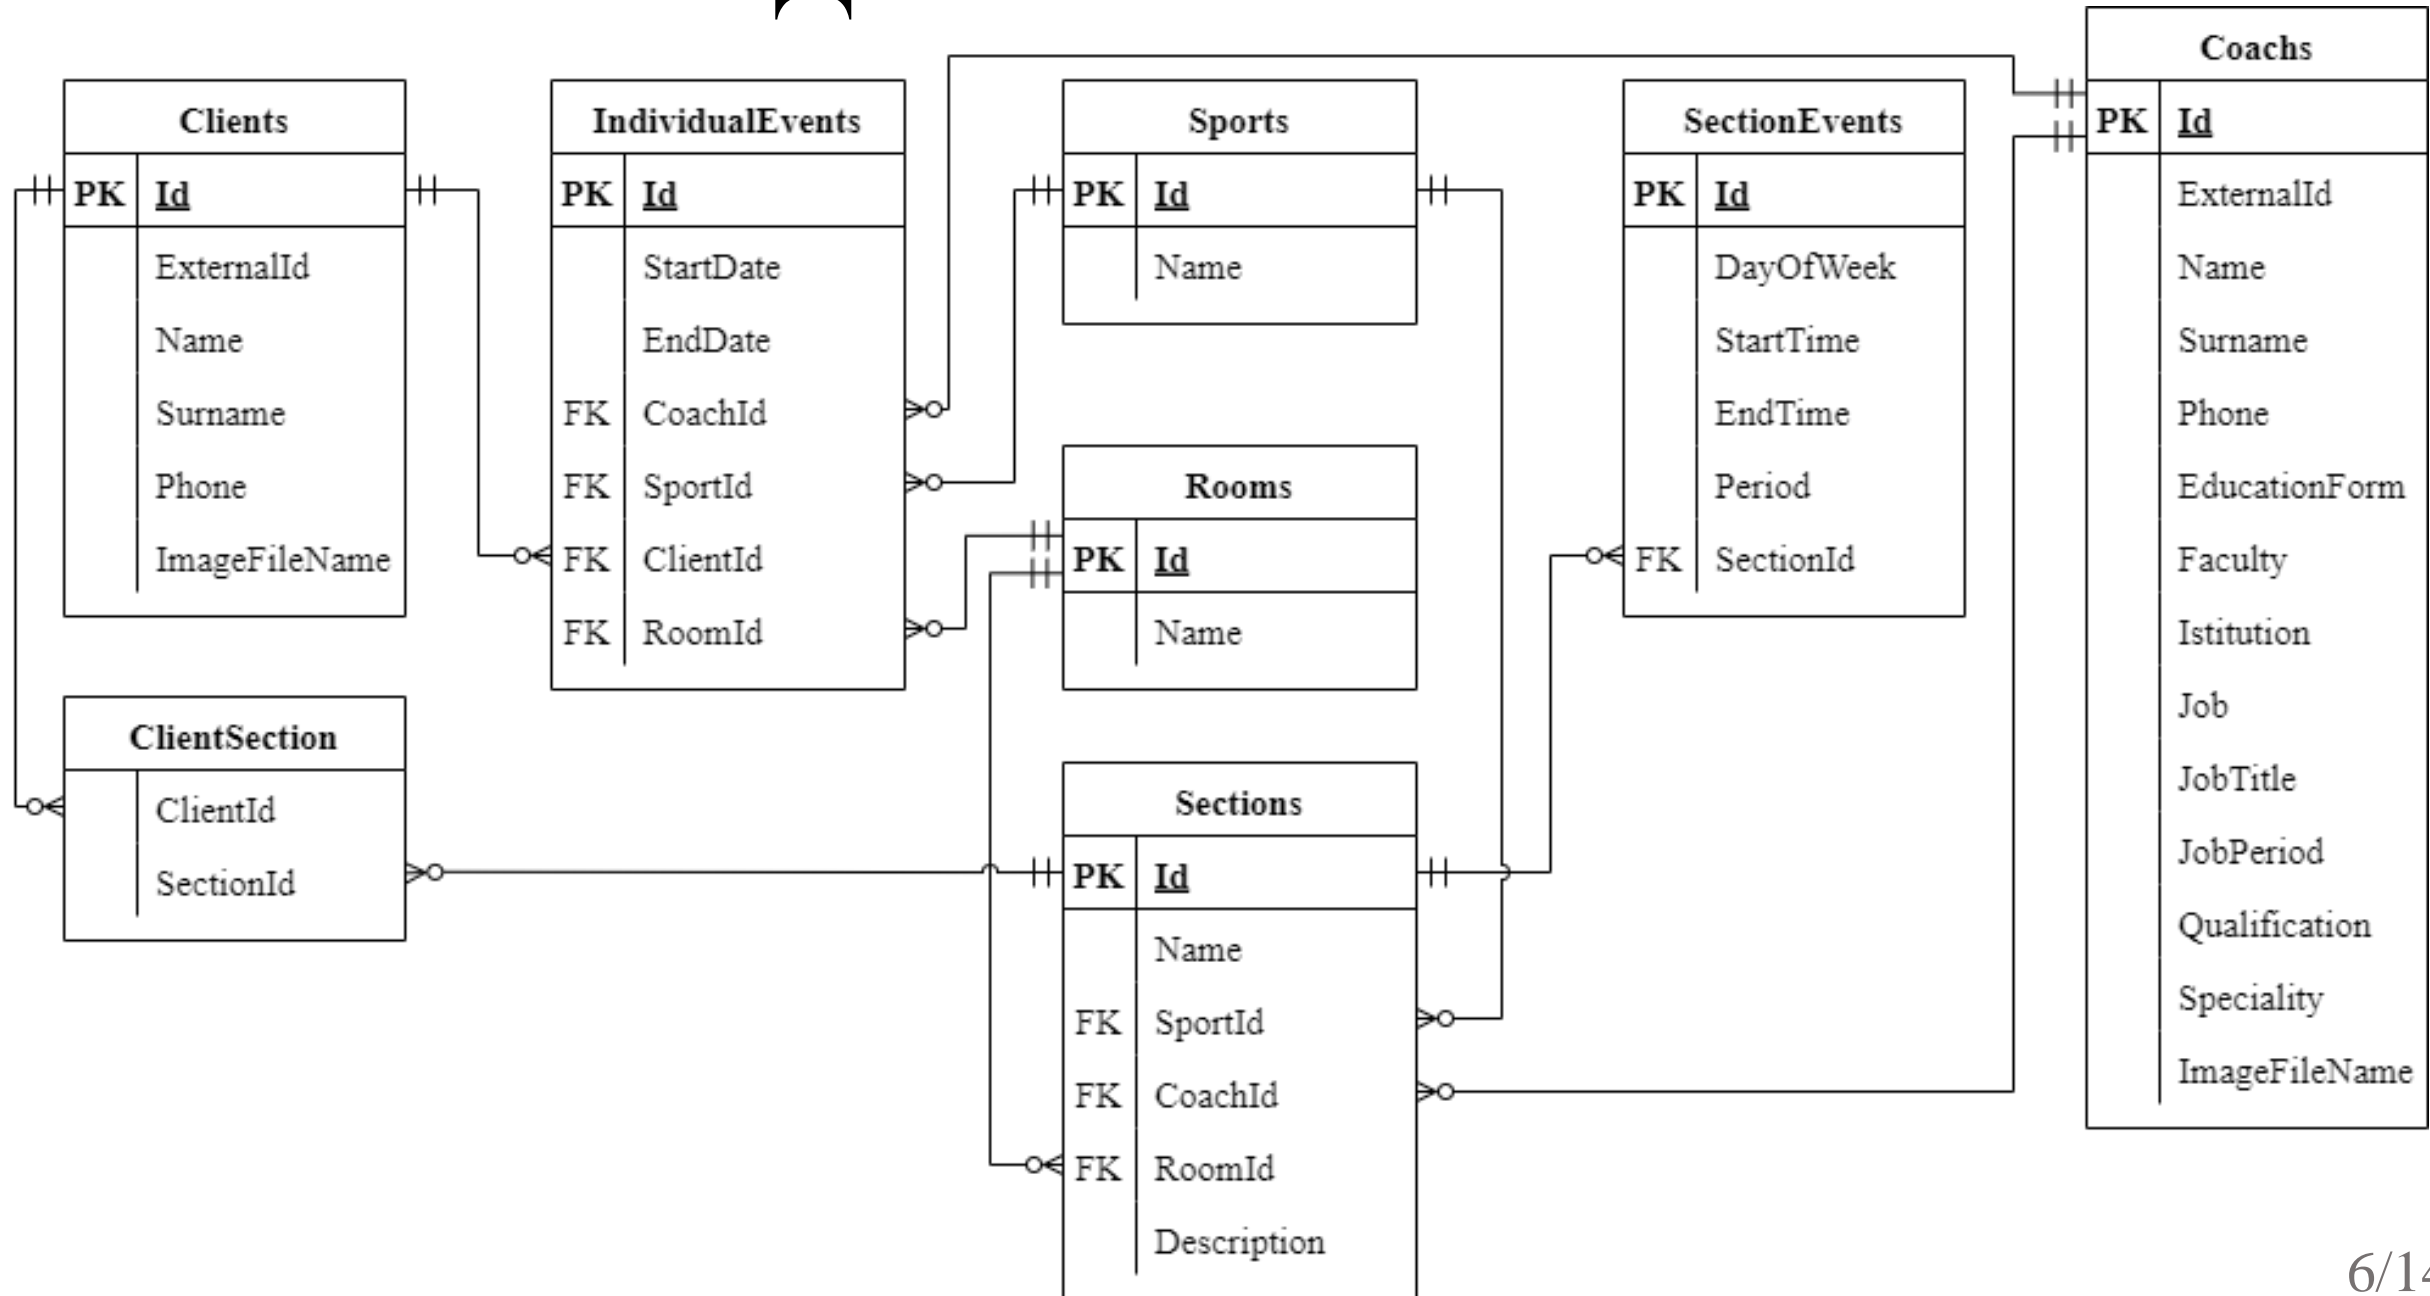 Clients
PK Id
ExternalId
Name
Surname
Phone
ImageFileName
ClientSection
ClientId
SectionId
IndividualEvents
PK Id
StartDate
EndDate
FK CoachId
FK SportId
FK ClientId
FK RoomId
Sports
PK Id
Name
Rooms
PK Id
Name
Sections
PK Id
Name
FK SportId
FK CoachId
FK RoomId
Description
SectionEvents
PK Id
DayOfWeek
StartTime
EndTime
Period
FK SectionId
Coachs
PK Id
ExternalId
Name
Surname
Phone
EducationForm
Faculty
Istitution
Job
JobTitle
JobPeriod
Qualification
Speciality
ImageFileName
6/14